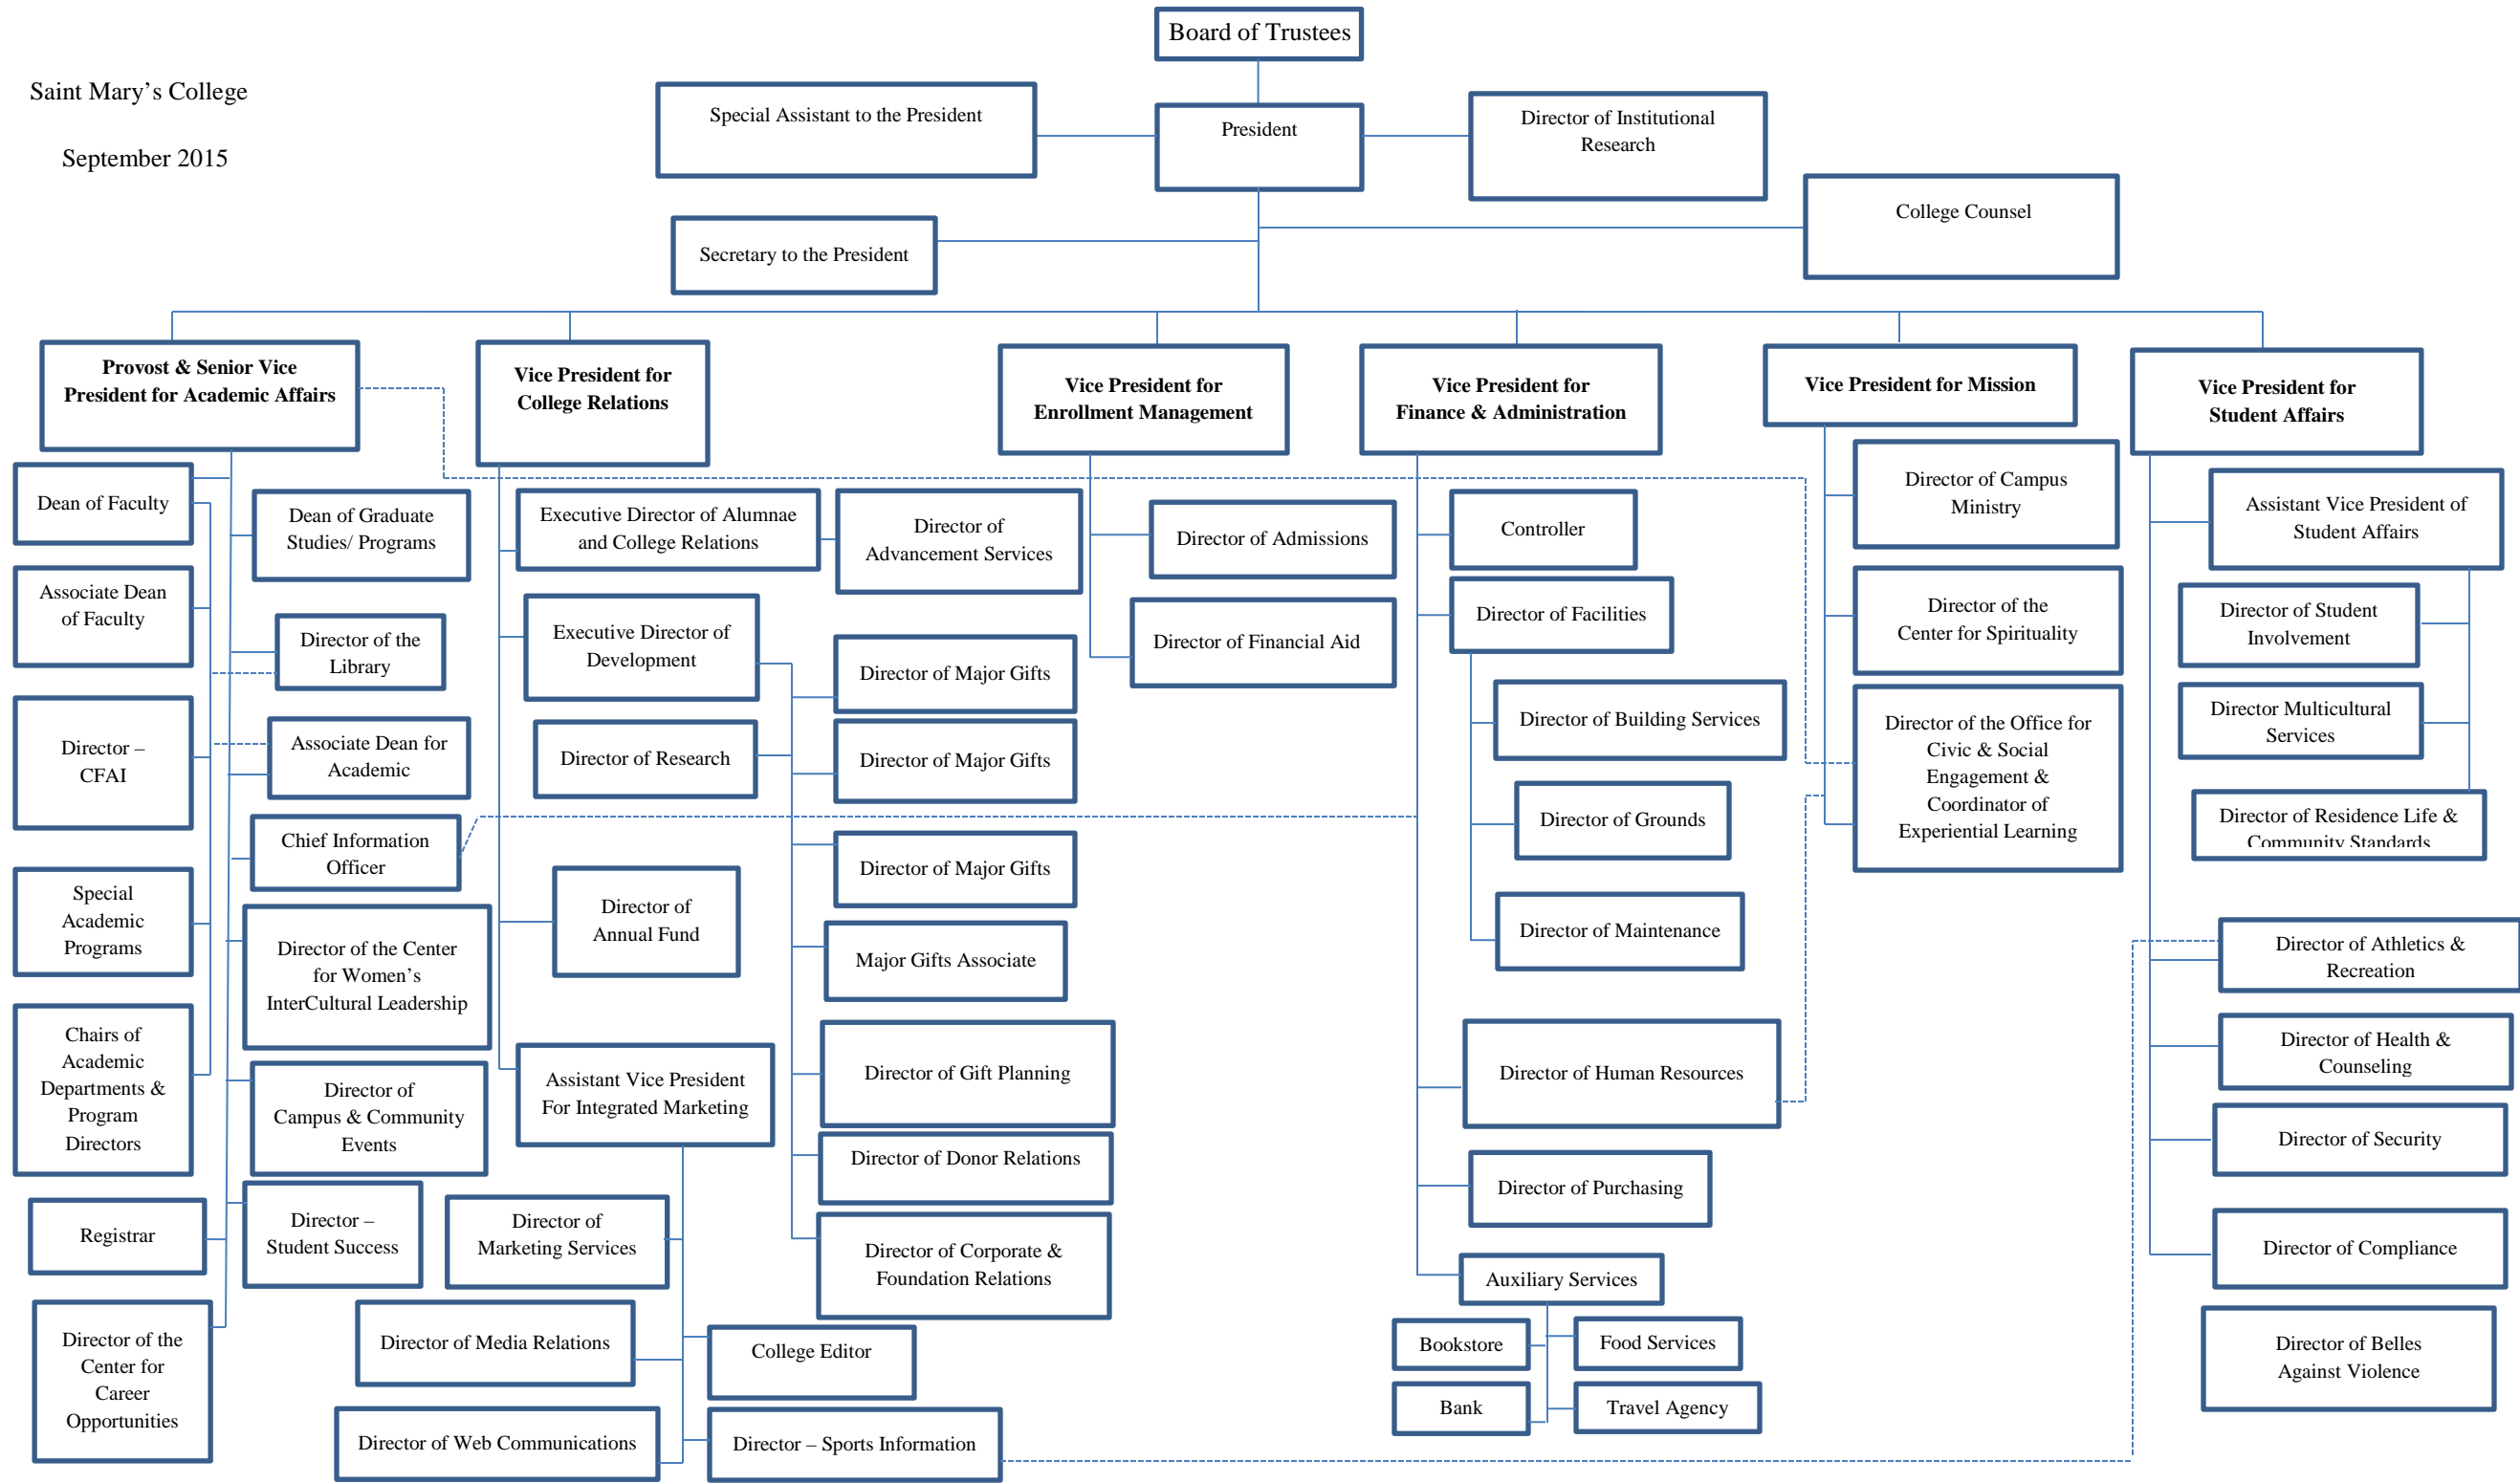 Board of Trustees
Saint Mary's College
September 2015
Special Assistant to the President
President
Director of Institutional
Research
College Counsel
Secretary to the President
Provost & Senior Vice
President for Academic Affairs
Vice President for
College Relations
Vice President for
Enrollment Management
Vice President for
Finance & Administration
Vice President for Mission
Vice President for
Student Affairs
Dean of Faculty
Dean of Graduate
Studies/ Programs
Associate Dean
of Faculty
Director of the
Library
Director –
CFAI
Associate Dean for
Academic
Chief Information
Officer
Special
Academic
Programs
Director of the Center
for Women's
InterCultural Leadership
Chairs of
Academic
Departments &
Program
Directors
Director of
Campus & Community
Events
Registrar
Director –
Student Success
Director of the
Center for
Career
Opportunities
Executive Director of Alumnae
and College Relations
Director of
Advancement Services
Executive Director of
Development
Director of Research
Director of Major Gifts
Director of Major Gifts
Director of Major Gifts
Major Gifts Associate
Director of Gift Planning
Director of Donor Relations
Director of Corporate &
Foundation Relations
Director of
Annual Fund
Assistant Vice President
For Integrated Marketing
Director of
Marketing Services
Director of Media Relations
College Editor
Director of Web Communications
Director – Sports Information
Director of Admissions
Director of Financial Aid
Controller
Director of Facilities
Director of Building Services
Director of Grounds
Director of Maintenance
Director of Human Resources
Director of Purchasing
Auxiliary Services
Bookstore
Food Services
Bank
Travel Agency
Director of Campus
Ministry
Director of the
Center for Spirituality
Director of the Office for
Civic & Social
Engagement &
Coordinator of
Experiential Learning
Assistant Vice President of
Student Affairs
Director of Student
Involvement
Director Multicultural
Services
Director of Residence Life &
Community Standards
Director of Athletics &
Recreation
Director of Health &
Counseling
Director of Security
Director of Compliance
Director of Belles
Against Violence